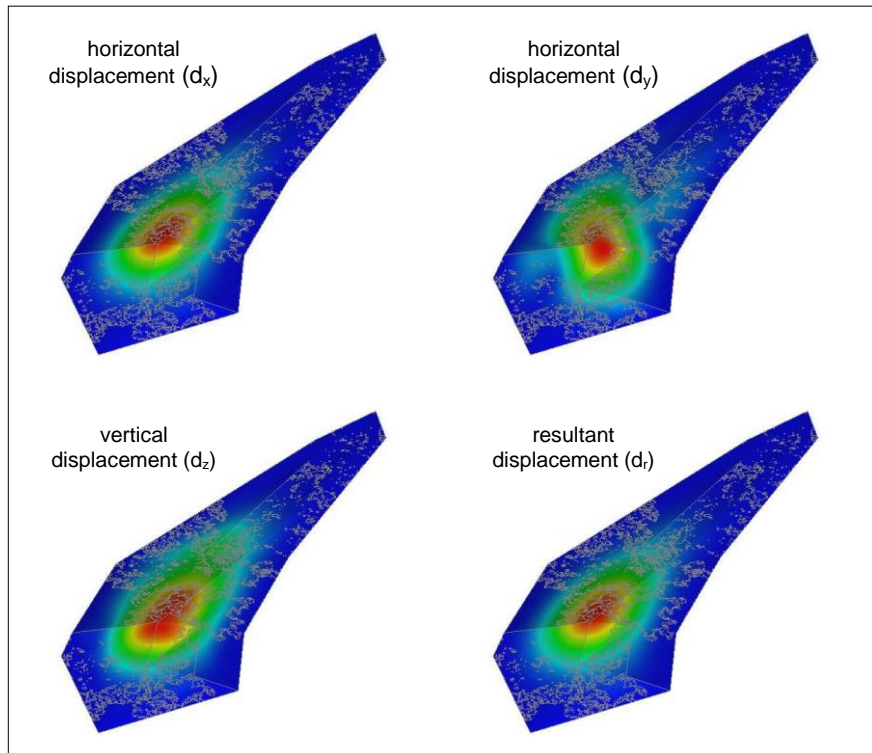 horizontal
displacement (dx)
horizontal
displacement (dy)
vertical
displacement (dz)
resultant
displacement (dr)